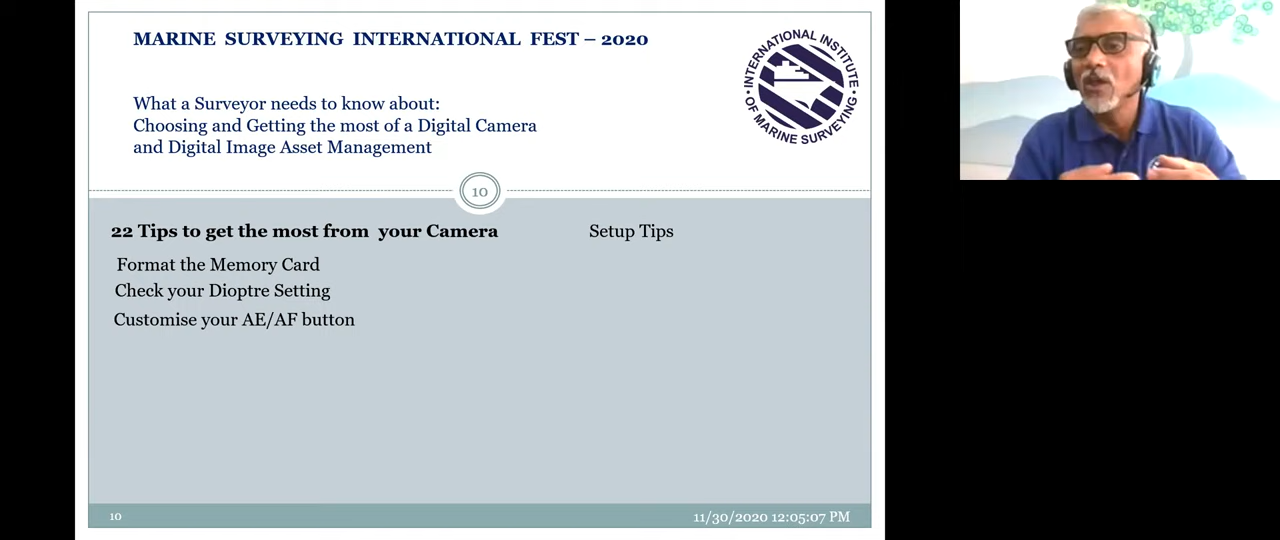 MARINE SURVEYING INTERNATIONAL FEST – 2020
INTERNATIONAL INSTITUTE
OF MARINE SURVEYING
What a Surveyor needs to know about:
Choosing and Getting the most of a Digital Camera
and Digital Image Asset Management
10
22 Tips to get the most from your Camera
Setup Tips
Format the Memory Card
Check your Dioptre Setting
Customise your AE/AF button
10
11/30/2020 12:05:07 PM